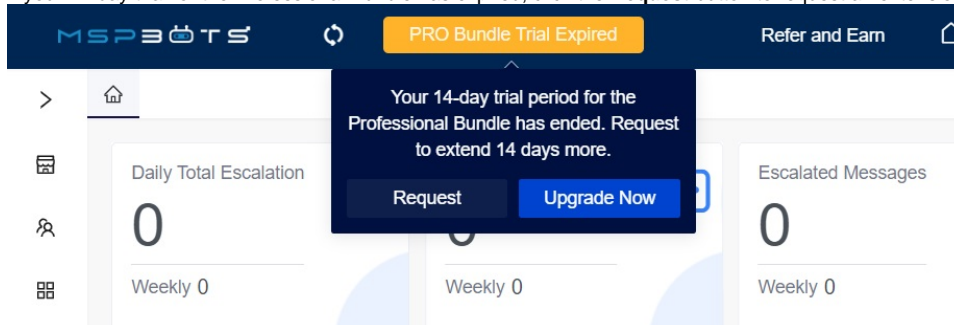 MSPBOTS
PRO Bundle Trial Expired
Refer and Earn
Your 14-day trial period for the
Professional Bundle has ended. Request
to extend 14 days more.
Request
Upgrade Now
Daily Total Escalation
0
Weekly 0
0
Weekly 0
Escalated Messages
0
Weekly 0